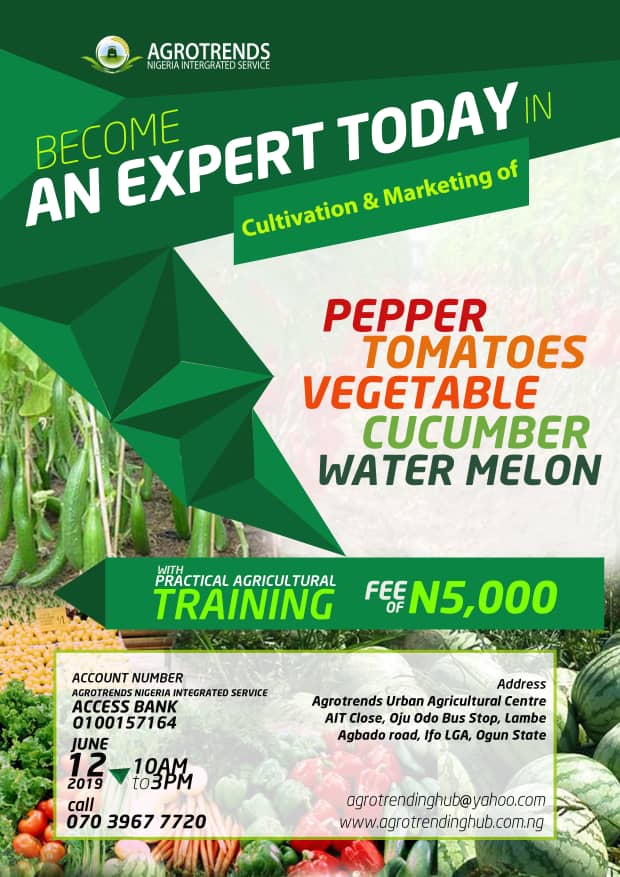 AGROTRENDS
NIGERIA INTERGRATED SERVICE
BECOME
AN EXPERT TODAY IN
Cultivation & Marketing of
PEPPER
TOMATOES
VEGETABLE
CUCUMBER
WATER MELON
WITH
PRACTICAL AGRICULTURAL
TRAINING
FEE OF N5,000
ACCOUNT NUMBER
AGROTRENDS NIGERIA INTEGRATED SERVICE
ACCESS BANK
0100157164
JUNE
12
2019
10AM
to 3PM
call
070 3967 7720
Address
Agrotrends Urban Agricultural Centre
AIT Close, Oju Odo Bus Stop, Lambe
Agbado road, Ifo LGA, Ogun State
agrotrendinghub@yahoo.com
www.agrotrendinghub.com.ng